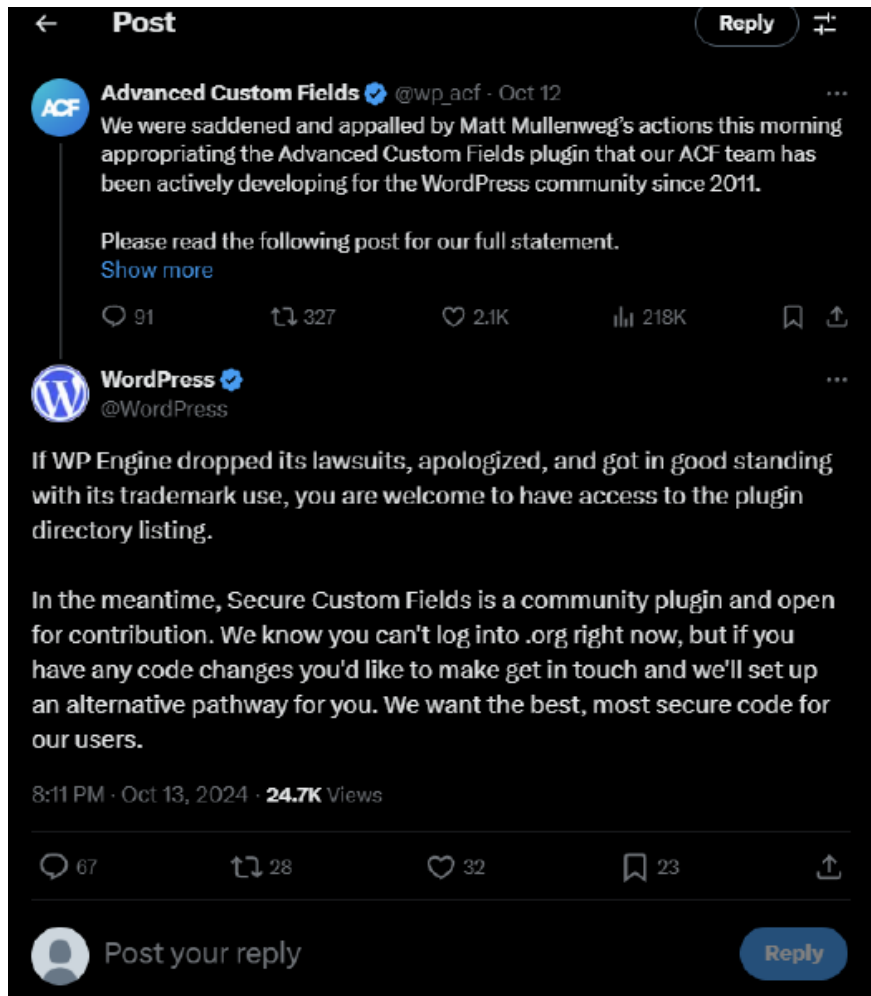 Post
Reply
ACF
Advanced Custom Fields @wp_acf · Oct 12
We were saddened and appalled by Matt Mullenweg's actions this morning
appropriating the Advanced Custom Fields plugin that our ACF team has
been actively developing for the WordPress community since 2011.
Please read the following post for our full statement.
Show more
91 327 2.1K 218K
WordPress
@WordPress
If WP Engine dropped its lawsuits, apologized, and got in good standing
with its trademark use, you are welcome to have access to the plugin
directory listing.
In the meantime, Secure Custom Fields is a community plugin and open
for contribution. We know you can't log into .org right now, but if you
have any code changes you'd like to make get in touch and we'll set up
an alternative pathway for you. We want the best, most secure code for
our users.
8:11 PM · Oct 13, 2024 · 24.7K Views
67 28 32 23
Post your reply
Reply